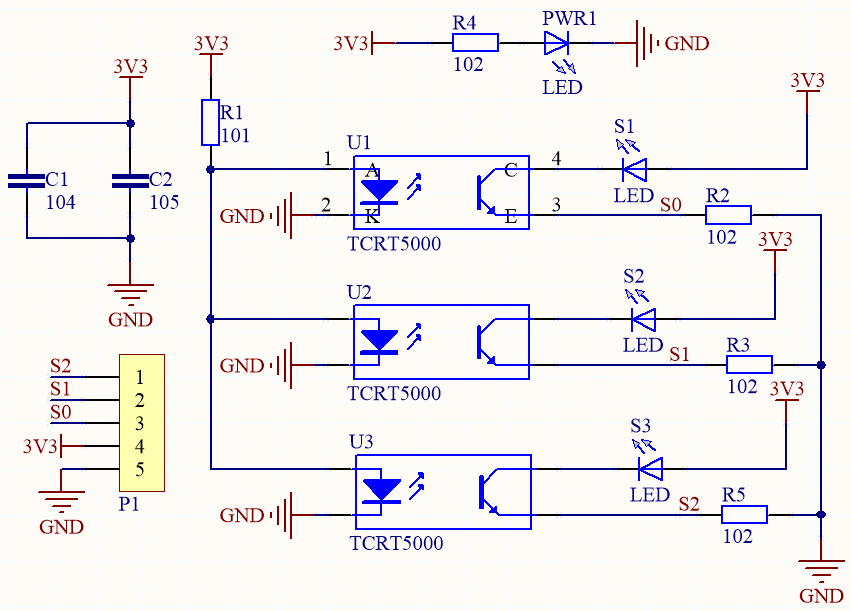 PWR1
R4
3V3
GND
102
LED
3V3
3V3
3V3
R1
101
U1
1
A
C
4
S1
LED
C1
104
C2
105
GND
2
K
E
3
S0
R2
102
TCRT5000
3V3
GND
U2
S2
LED
GND
S1
R3
102
TCRT5000
3V3
S2
1
S1
2
S0
3
3V3
4
5
P1
GND
U3
S3
LED
GND
S2
R5
102
TCRT5000
GND